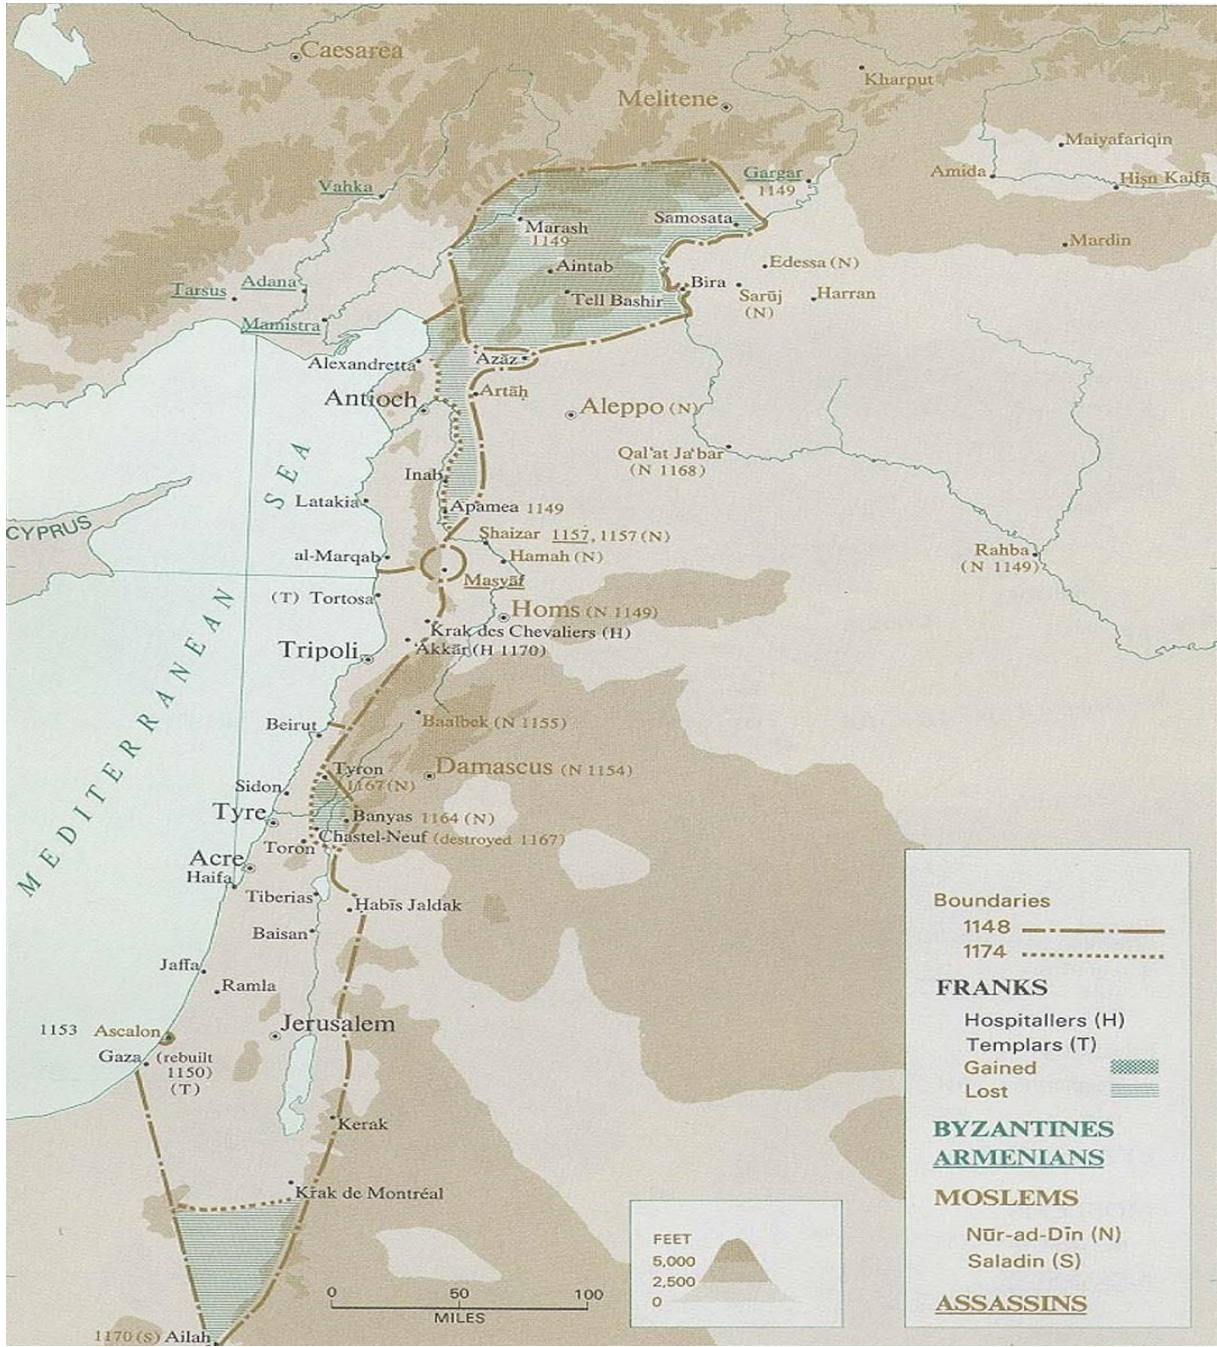 Caesarea
Kharput
Melitene
Maiyafariqin
Vahka
Gargar
1149
Amida
Ḥiṣn Kaifā
Marash
1149
Samosata
Mardin
Aintab
Edessa (N)
Tarsus
Adana
Tell Bashir
Bira
Sarūj
(N)
Harran
Mamistra
Alexandretta
Azāz
Antioch
Artāḥ
Aleppo (N)
Qal'at Ja'bar
(N 1168)
Inab
SEA
Latakia
Apamea 1149
CYPRUS
Shaizar 1157, 1157 (N)
al-Marqab
Hamah (N)
Rahba
(N 1149)
Masyāf
(T) Tortosa
Homs (N 1149)
Krak des Chevaliers (H)
Tripoli
Akkār (H 1170)
MEDITERRANEAN
Beirut
Baalbek (N 1155)
Tyron
1167 (N)
Damascus (N 1154)
Sidon
Tyre
Banyas 1164 (N)
Chastel-Neuf (destroyed 1167)
Toron
Acre
Haifa
Tiberias
Ḥabīs Jaldak
Baisan
Jaffa
Ramla
1153 Ascalon
Jerusalem
Gaza
(rebuilt
1150)
(T)
Kerak
Krak de Montréal
1170 (S) Ailah
0 50 100
MILES
FEET
5,000
2,500
0
Boundaries
1148
1174
FRANKS
Hospitallers (H)
Templars (T)
Gained
Lost
BYZANTINES
ARMENIANS
MOSLEMS
Nūr-ad-Dīn (N)
Saladin (S)
ASSASSINS